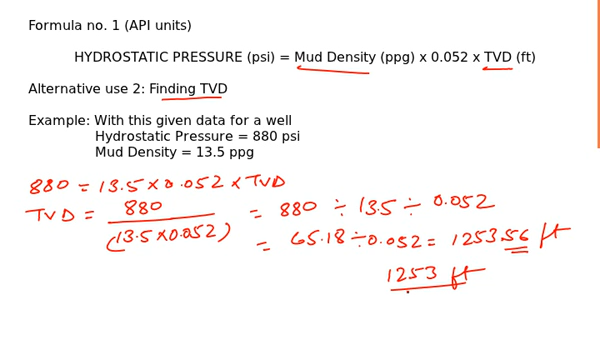 Formula no. 1 (API units)
HYDROSTATIC PRESSURE (psi) = Mud Density (ppg) x 0.052 x TVD (ft)
Alternative use 2: Finding TVD
Example: With this given data for a well
Hydrostatic Pressure = 880 psi
Mud Density = 13.5 ppg
880 = 13.5 x 0.052 x TVD
TVD = 880 / (13.5 x 0.052) = 880 ÷ 13.5 ÷ 0.052
= 65.18 ÷ 0.052 = 1253.56 ft
1253 ft